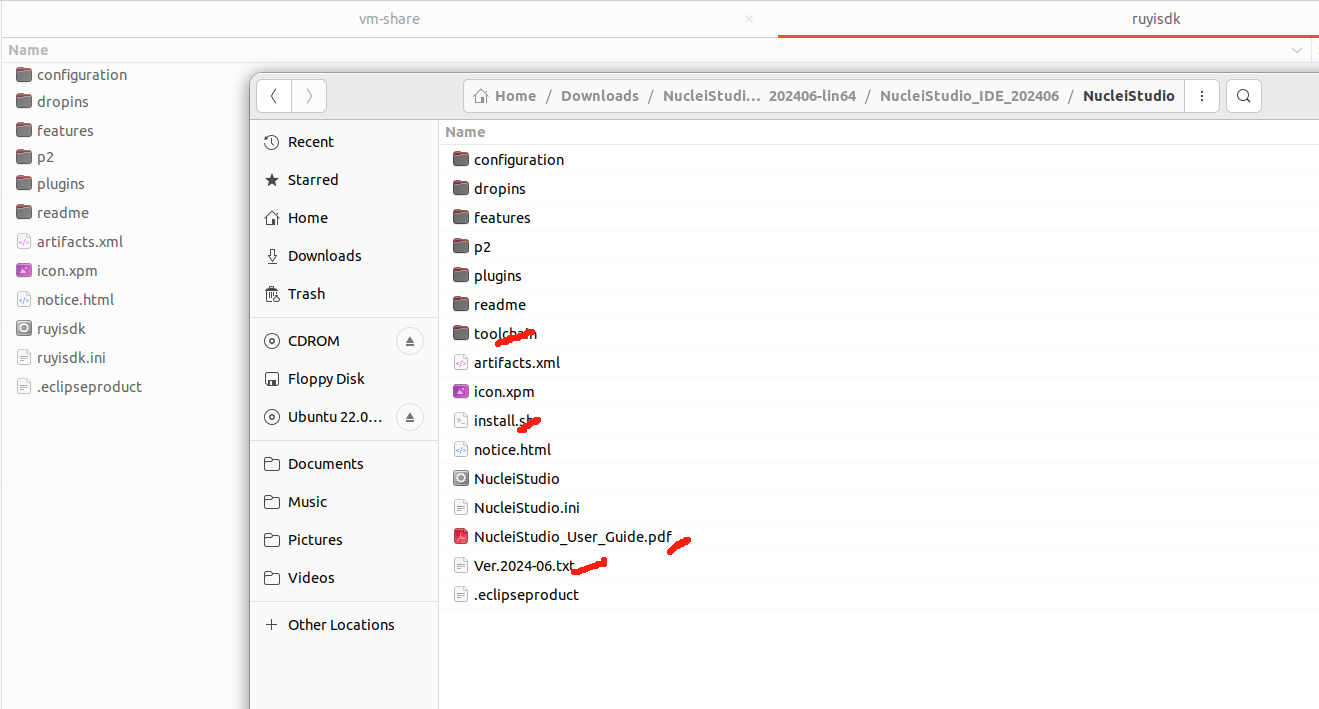 vm-share
ruyisdk
Name
configuration
dropins
features
p2
plugins
readme
artifacts.xml
icon.xpm
notice.html
ruyisdk
ruyisdk.ini
.eclipseproduct
Home / Downloads / NucleiStudi… 202406-lin64 / NucleiStudio_IDE_202406 / NucleiStudio
Recent
Starred
Home
Downloads
Trash
CDROM
Floppy Disk
Ubuntu 22.0…
Documents
Music
Pictures
Videos
Other Locations
Name
configuration
dropins
features
p2
plugins
readme
toolchain
artifacts.xml
icon.xpm
install.sh
notice.html
NucleiStudio
NucleiStudio.ini
NucleiStudio_User_Guide.pdf
Ver.2024-06.txt
.eclipseproduct